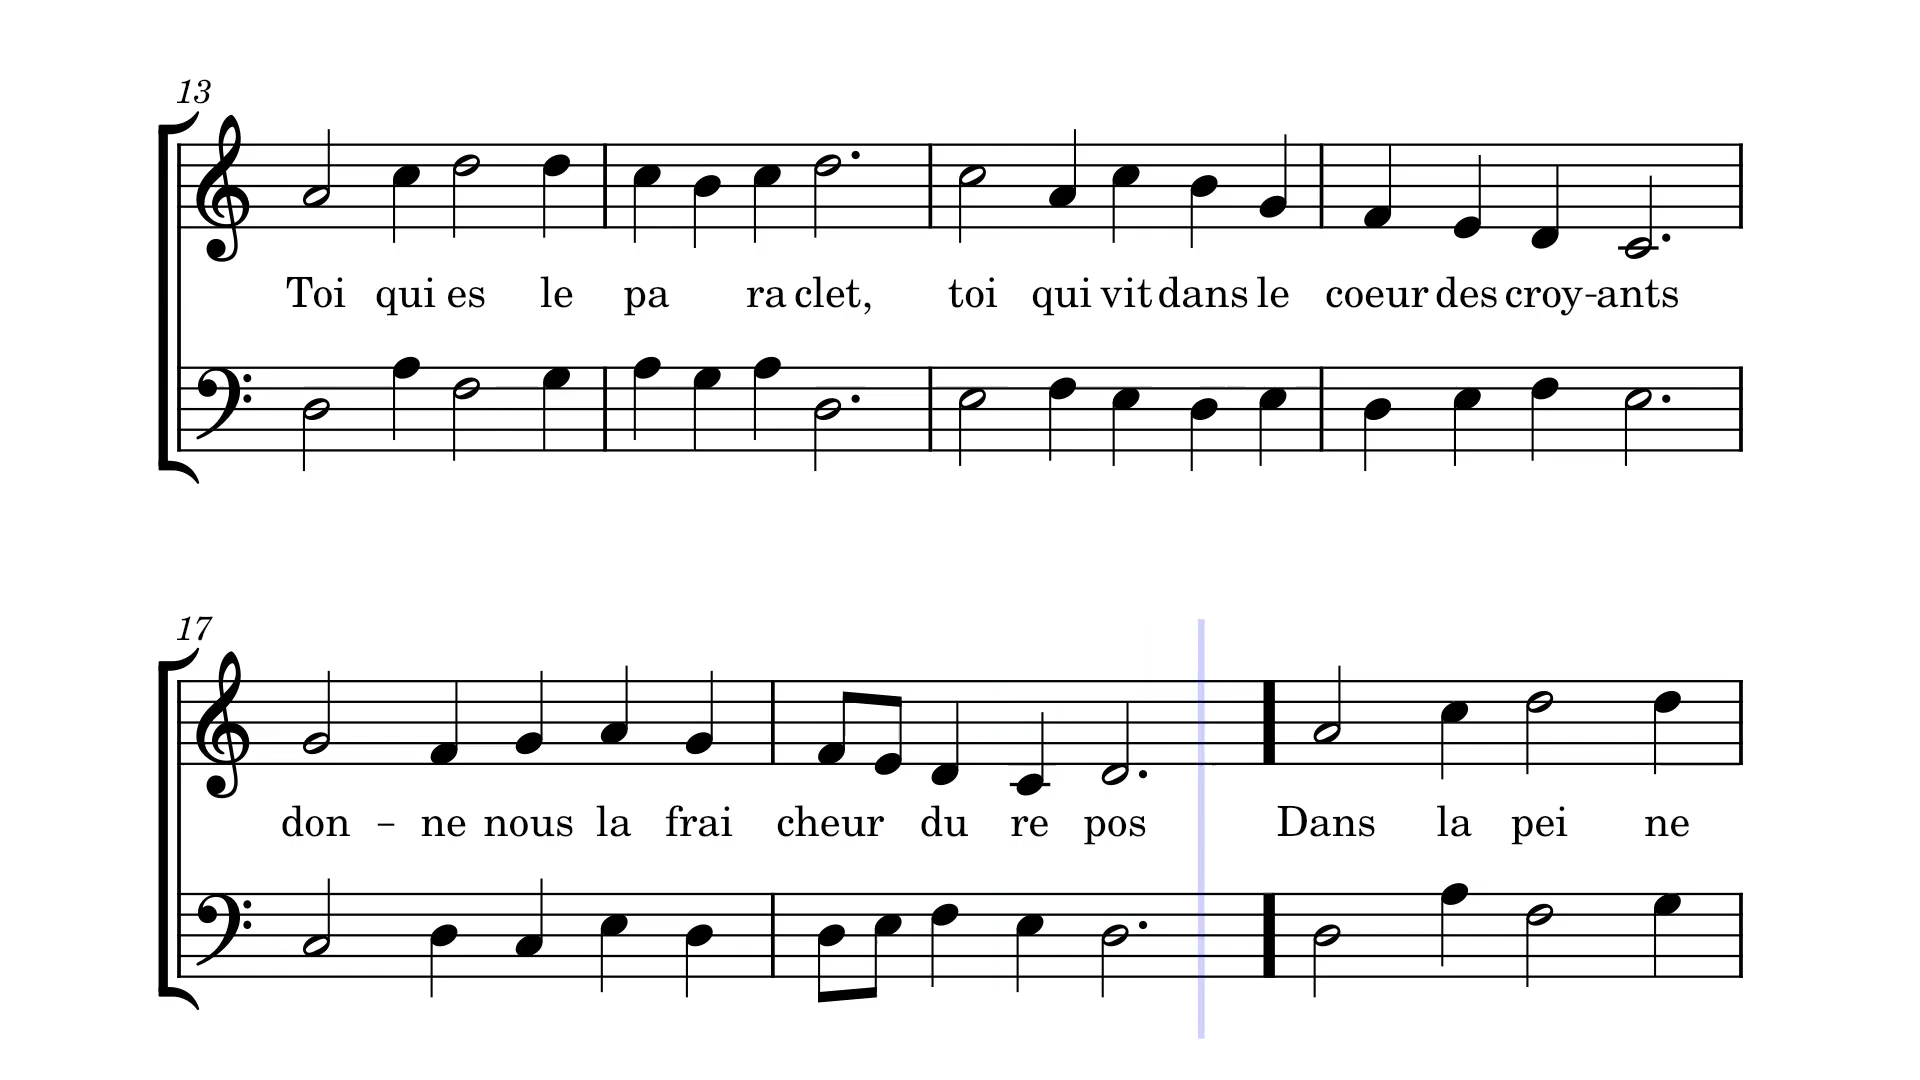 13
Toi qui es le pa ra clet, toi qui vit dans le coeur des croy-ants
17
don - ne nous la frai cheur du re pos Dans la pei ne